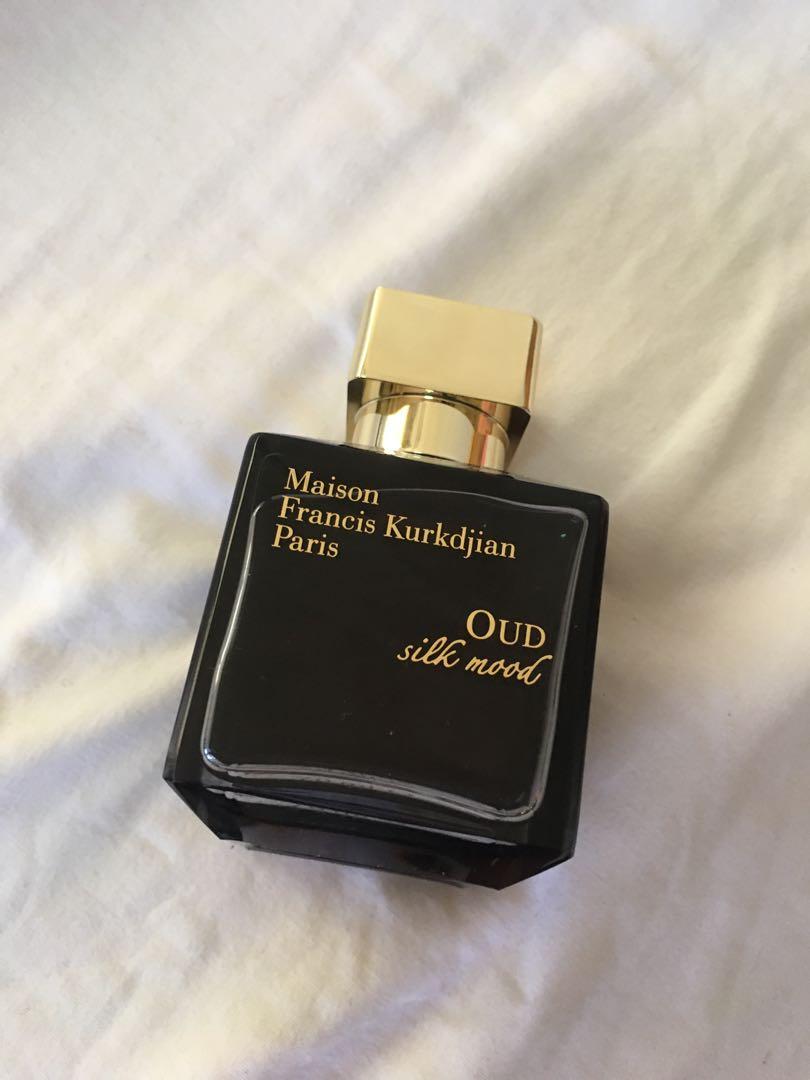 Maison
Francis Kurkdjian
Paris
OUD
silk mood